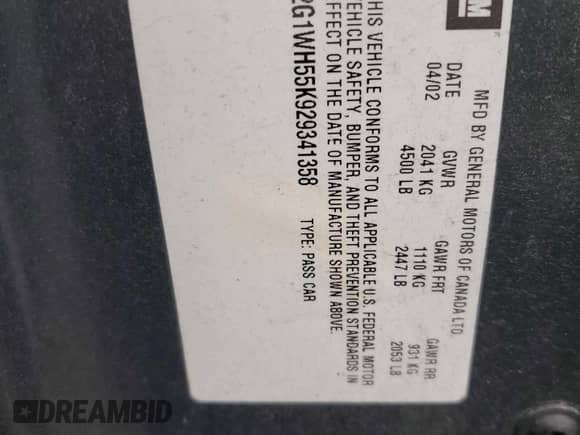 GM
MFD BY GENERAL MOTORS OF CANADA LTD.
DATE GVWR GAWR FRT GAWR RR
04/02 2041 KG 1110 KG 931 KG
4500 LB 2447 LB 2053 LB
THIS VEHICLE CONFORMS TO ALL APPLICABLE U.S. FEDERAL MOTOR
VEHICLE SAFETY, BUMPER, AND THEFT PREVENTION STANDARDS IN
EFFECT ON THE DATE OF MANUFACTURE SHOWN ABOVE.
2G1WH55K929341358 TYPE: PASS CAR
DREAMBID